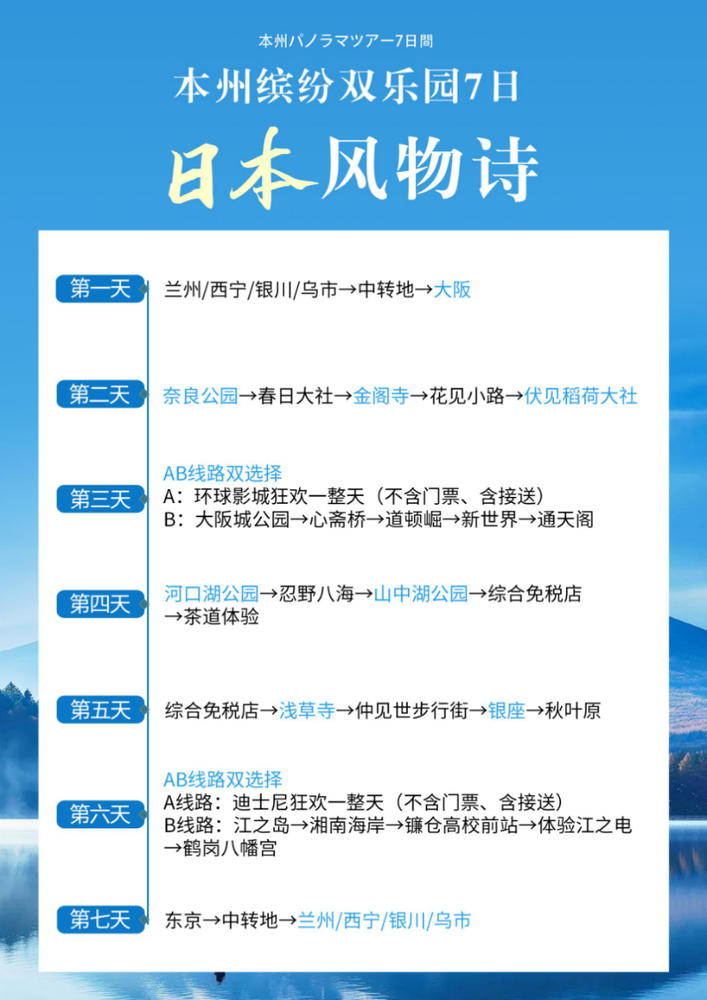 本州パノラマツアー7日間
本州缤纷双乐园7日
日本风物诗
第一天
兰州/西宁/银川/乌市→中转地→大阪
第二天
奈良公园→春日大社→金阁寺→花见小路→伏见稻荷大社
第三天
AB线路双选择
A：环球影城狂欢一整天（不含门票、含接送）
B：大阪城公园→心斋桥→道顿崛→新世界→通天阁
第四天
河口湖公园→忍野八海→山中湖公园→综合免税店
→茶道体验
第五天
综合免税店→浅草寺→仲见世步行街→银座→秋叶原
第六天
AB线路双选择
A线路：迪士尼狂欢一整天（不含门票、含接送）
B线路：江之岛→湘南海岸→镰仓高校前站→体验江之电
→鹤岗八幡宫
第七天
东京→中转地→兰州/西宁/银川/乌市